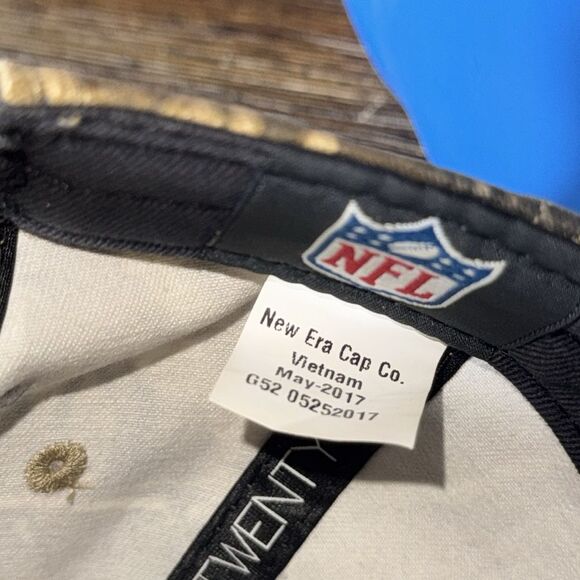 NFL
New Era Cap Co.
Vietnam
May-2017
G52 05252017
TWENTY